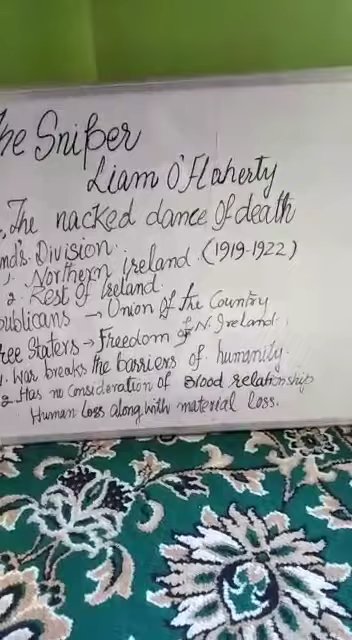 he Sniper
Liam O'Flaherty
The nacked dance of death
nd's Division.
1. Northern ireland. (1919-1922)
2. Rest of Ireland.
publicans → Union of the Country
ree Staters → Freedom of N. Ireland.
1. War breaks the barriers of humanity.
2. Has no Consideration of Blood relationship
Human loss along with material loss.